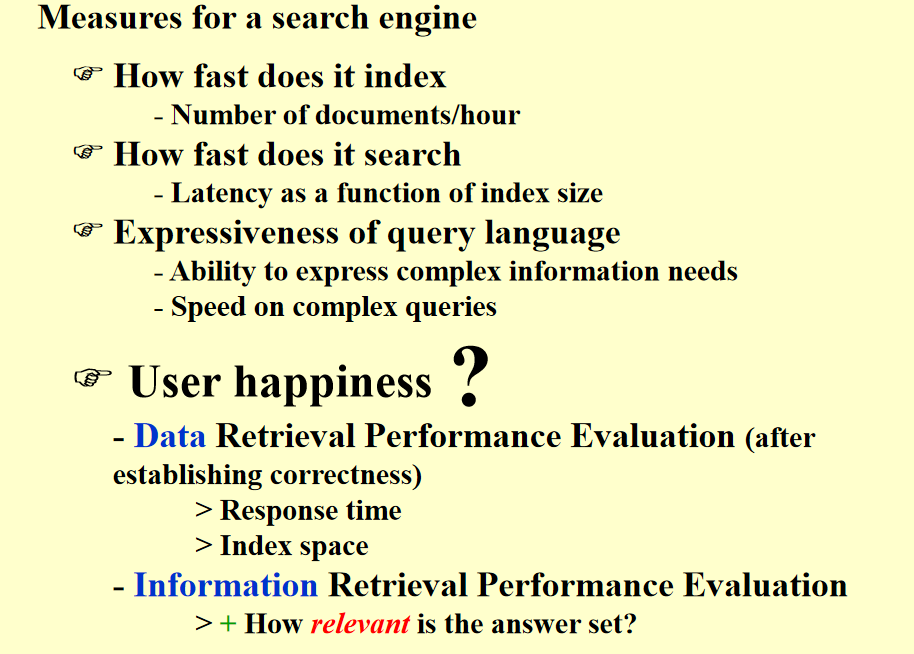 Measures for a search engine
☞ How fast does it index
- Number of documents/hour
☞ How fast does it search
- Latency as a function of index size
☞ Expressiveness of query language
- Ability to express complex information needs
- Speed on complex queries
☞ User happiness ?
- Data Retrieval Performance Evaluation (after
establishing correctness)
> Response time
> Index space
- Information Retrieval Performance Evaluation
> + How relevant is the answer set?